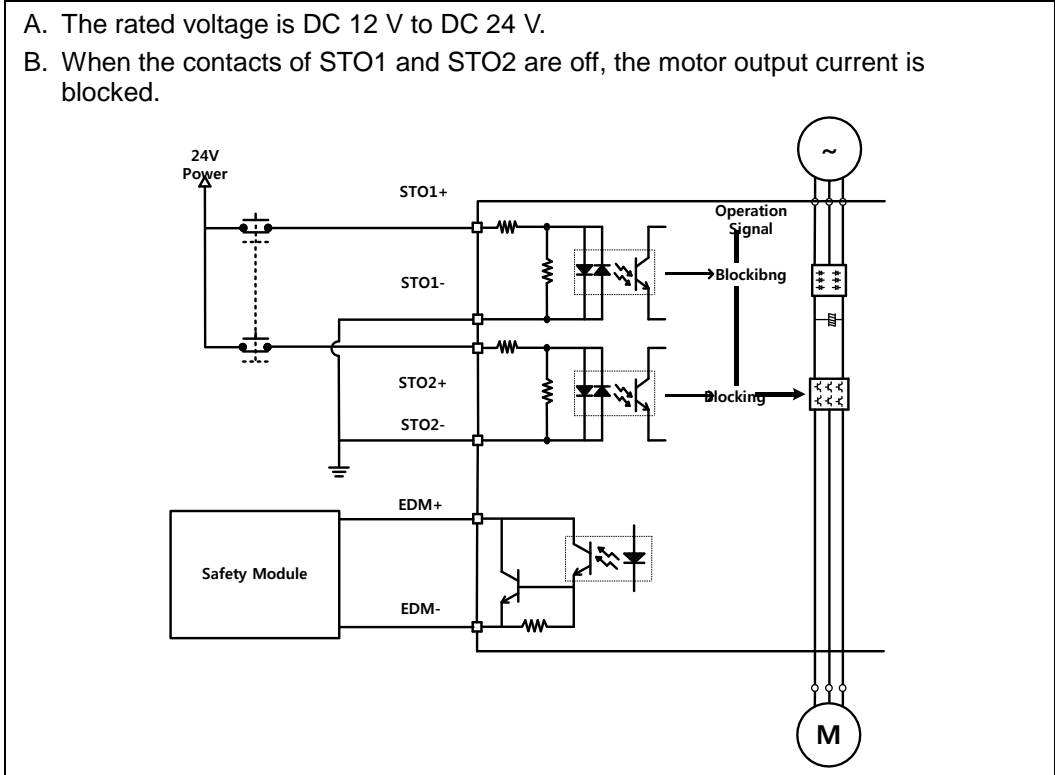 A. The rated voltage is DC 12 V to DC 24 V.
B. When the contacts of STO1 and STO2 are off, the motor output current is
blocked.
24V
Power
~
STO1+
Operation
Signal
STO1-
Blockibng
STO2+
Blocking
STO2-
EDM+
Safety Module
EDM-
M